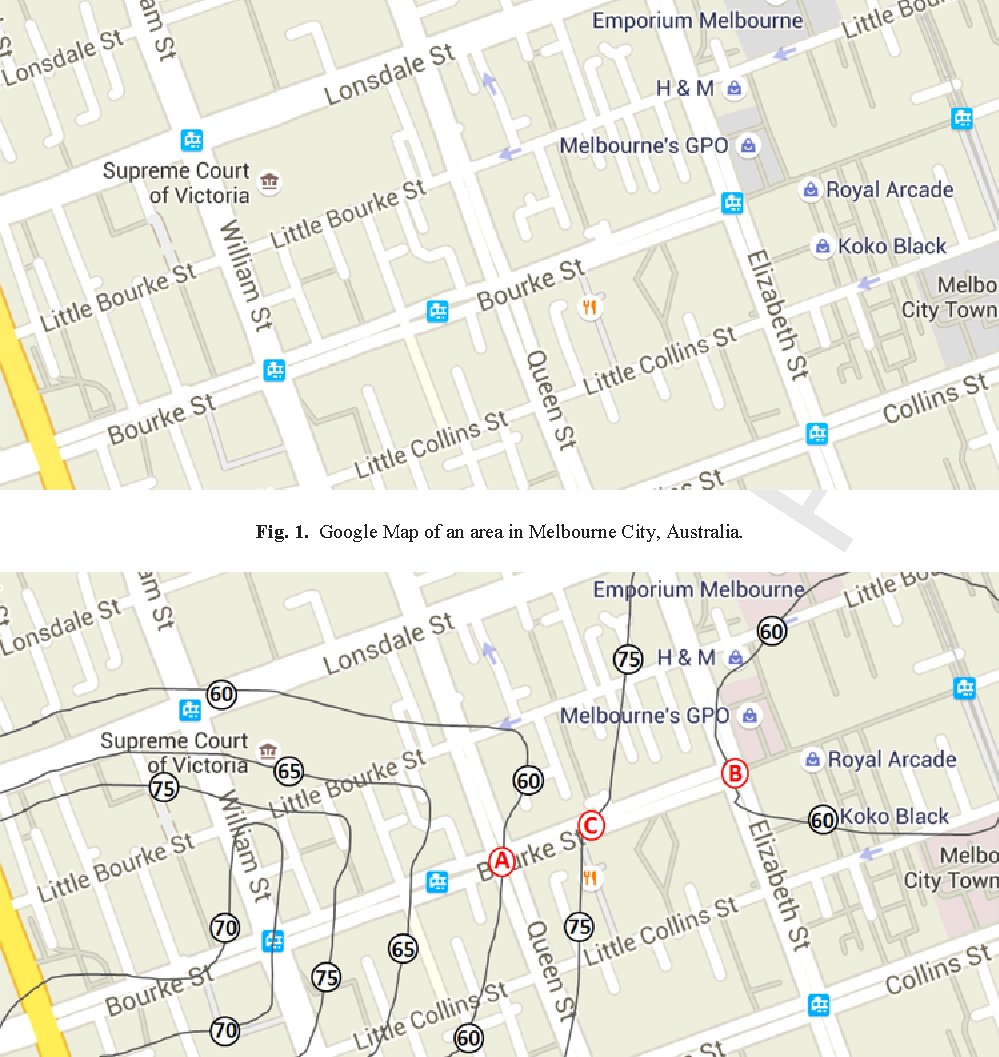 Emporium Melbourne
Little Bou
am St
Lonsdale St
Lonsdale St
H & M
Melbourne's GPO
Supreme Court
of Victoria
Royal Arcade
Little Bourke St
William St
Koko Black
Little Bourke St
Bourke St
Elizabeth St
Melbo
City Town
Little Collins St
Queen St
Collins St
Bourke St
Little Collins St
St
Fig. 1. Google Map of an area in Melbourne City, Australia.
am St
Emporium Melbourne
Little Bou
Lonsdale St
60
Lonsdale St
75
H & M
60
Melbourne's GPO
Supreme Court
of Victoria
65
75
Little Bourke St
60
B
Royal Arcade
William St
C
60
Koko Black
Little Bourke St
A
Bourke St
Elizabeth St
Melbo
City Town
70
65
75
Queen St
Little Collins St
75
Bourke St
Collins St
70
Little Collins St
60
St